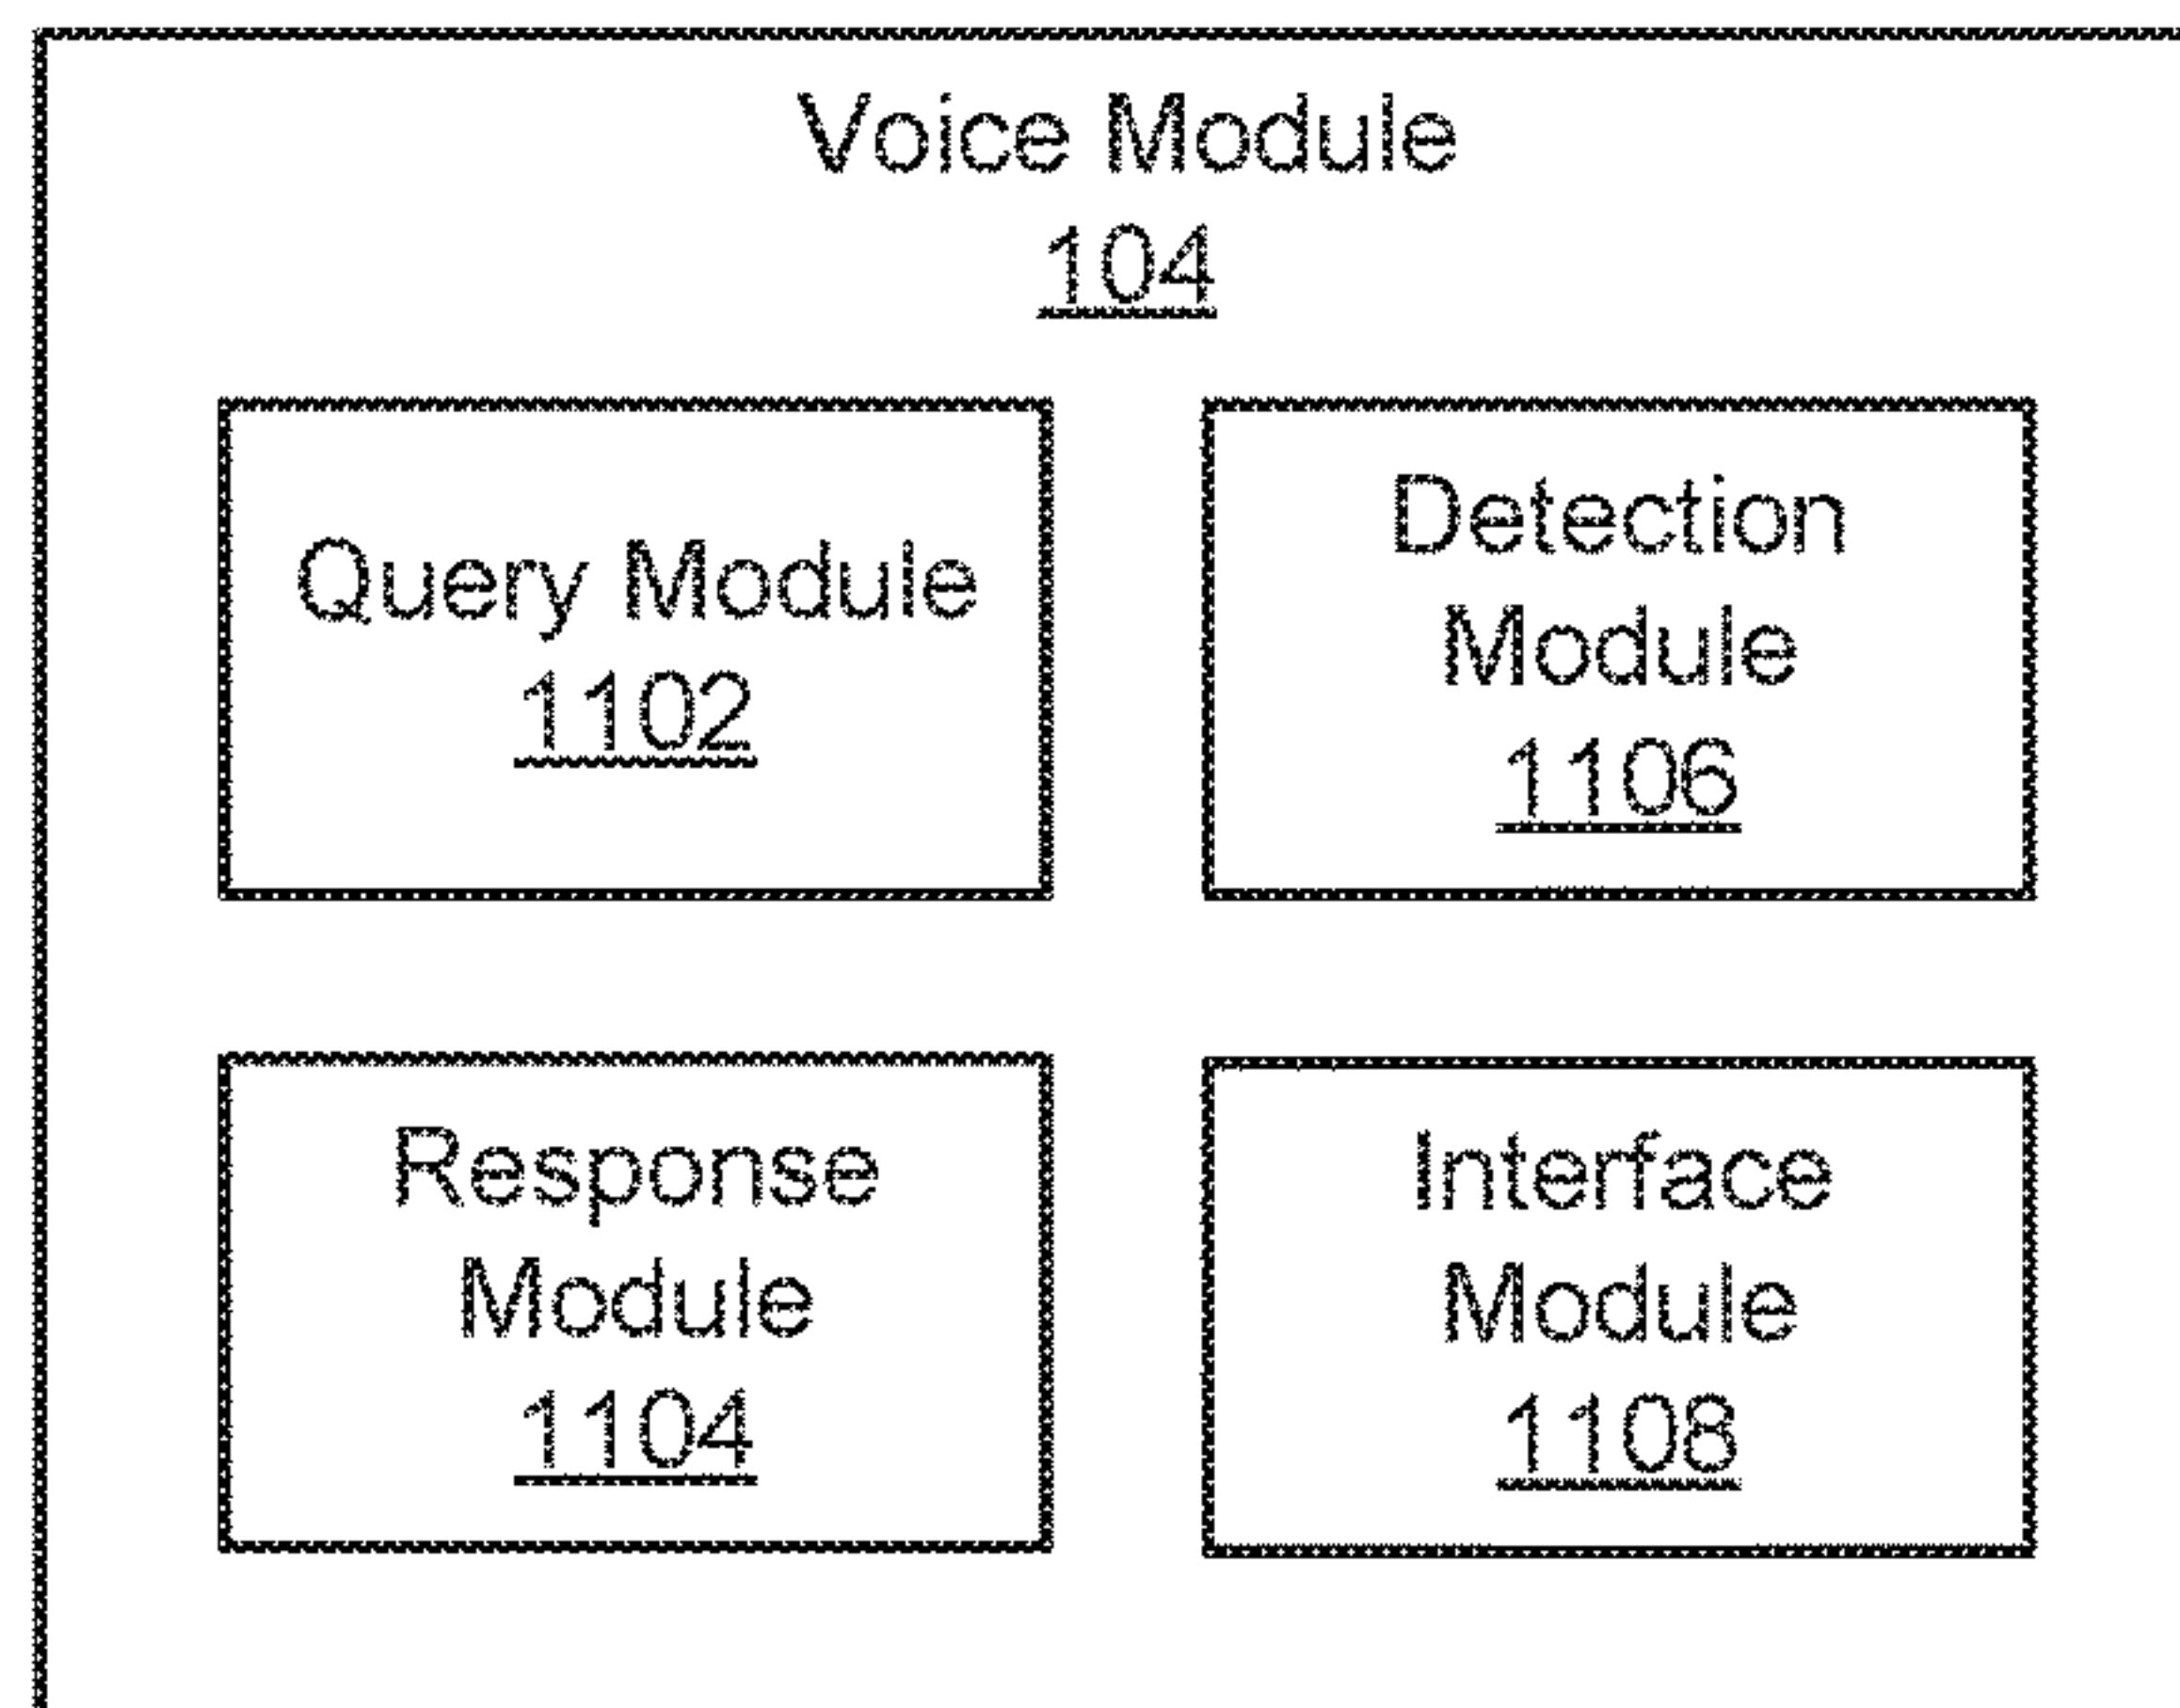 Voice Module
104
Query Module
1102
Detection
Module
1106
Response
Module
1104
Interface
Module
1108